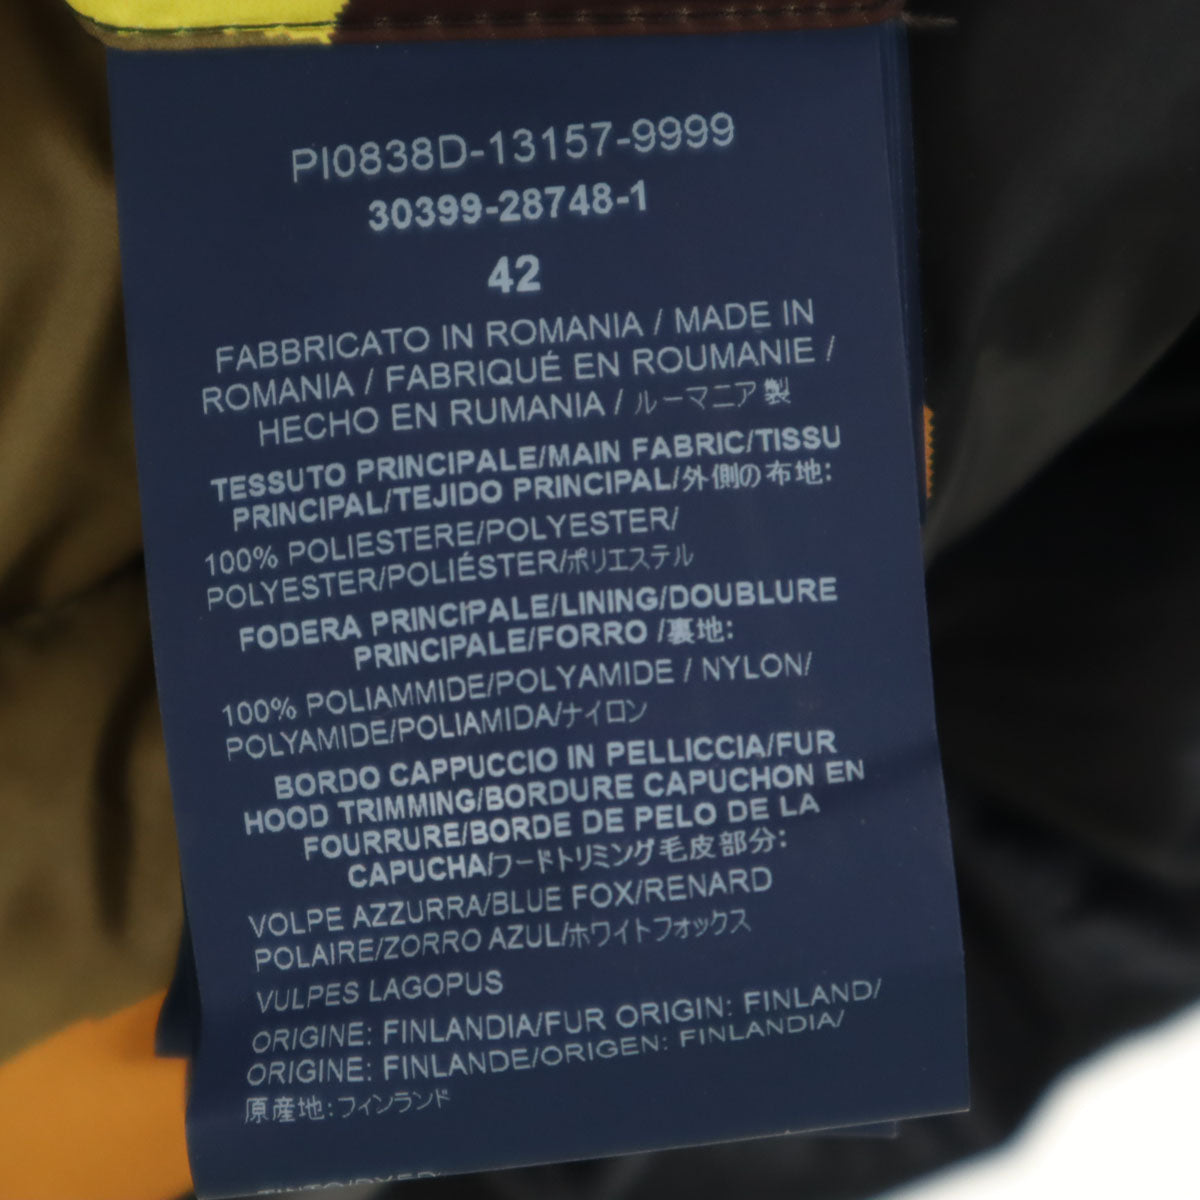 PI0838D-13157-9999
30399-28748-1
42
FABBRICATO IN ROMANIA / MADE IN
ROMANIA / FABRIQUÉ EN ROUMANIE /
HECHO EN RUMANIA / ルーマニア製
TESSUTO PRINCIPALE/MAIN FABRIC/TISSU
PRINCIPAL/TEJIDO PRINCIPAL/外側の布地:
100% POLIESTERE/POLYESTER/
POLYESTER/POLIÉSTER/ポリエステル
FODERA PRINCIPALE/LINING/DOUBLURE
PRINCIPALE/FORRO /裏地:
100% POLIAMMIDE/POLYAMIDE / NYLON/
POLYAMIDE/POLIAMIDA/ナイロン
BORDO CAPPUCCIO IN PELLICCIA/FUR
HOOD TRIMMING/BORDURE CAPUCHON EN
FOURRURE/BORDE DE PELO DE LA
CAPUCHA/ワードトリミング毛皮部分:
VOLPE AZZURRA/BLUE FOX/RENARD
POLAIRE/ZORRO AZUL/ホワイトフォックス
VULPES LAGOPUS
ORIGINE: FINLANDIA/FUR ORIGIN: FINLAND/
ORIGINE: FINLANDE/ORIGEN: FINLANDIA/
原産地:フィンランド